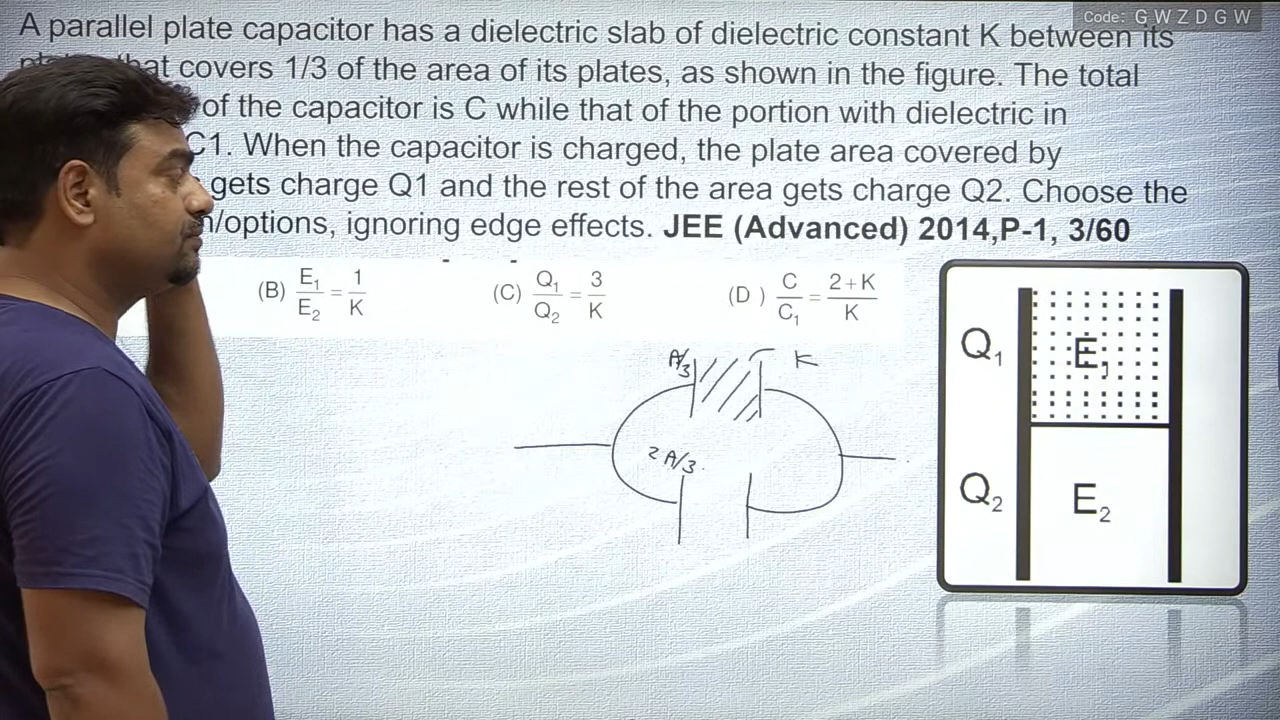 Code: G W Z D G W
A parallel plate capacitor has a dielectric slab of dielectric constant K between its
that covers 1/3 of the area of its plates, as shown in the figure. The total
of the capacitor is C while that of the portion with dielectric in
C1. When the capacitor is charged, the plate area covered by
gets charge Q1 and the rest of the area gets charge Q2. Choose the
n/options, ignoring edge effects. JEE (Advanced) 2014,P-1, 3/60
(B) E₁/E₂ = 1/K (C) Q₁/Q₂ = 3/K (D ) C/C₁ = 2+K/K
A/3 K
2 A/3
Q₁ E₁
Q₂ E₂